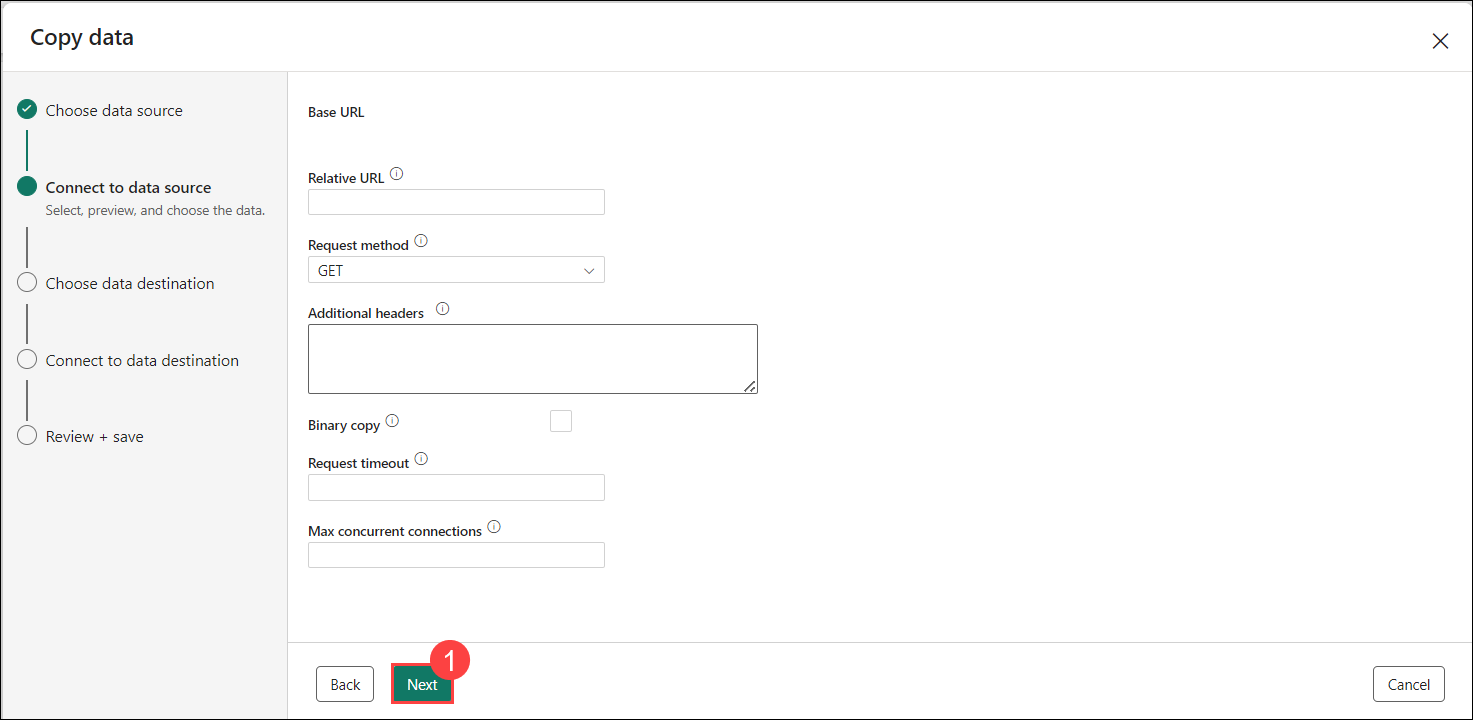 Copy data
Choose data source
Connect to data source
Select, preview, and choose the data.
Choose data destination
Connect to data destination
Review + save
Base URL
Relative URL
Request method
GET
Additional headers
Binary copy
Request timeout
Max concurrent connections
1
Back
Next
Cancel